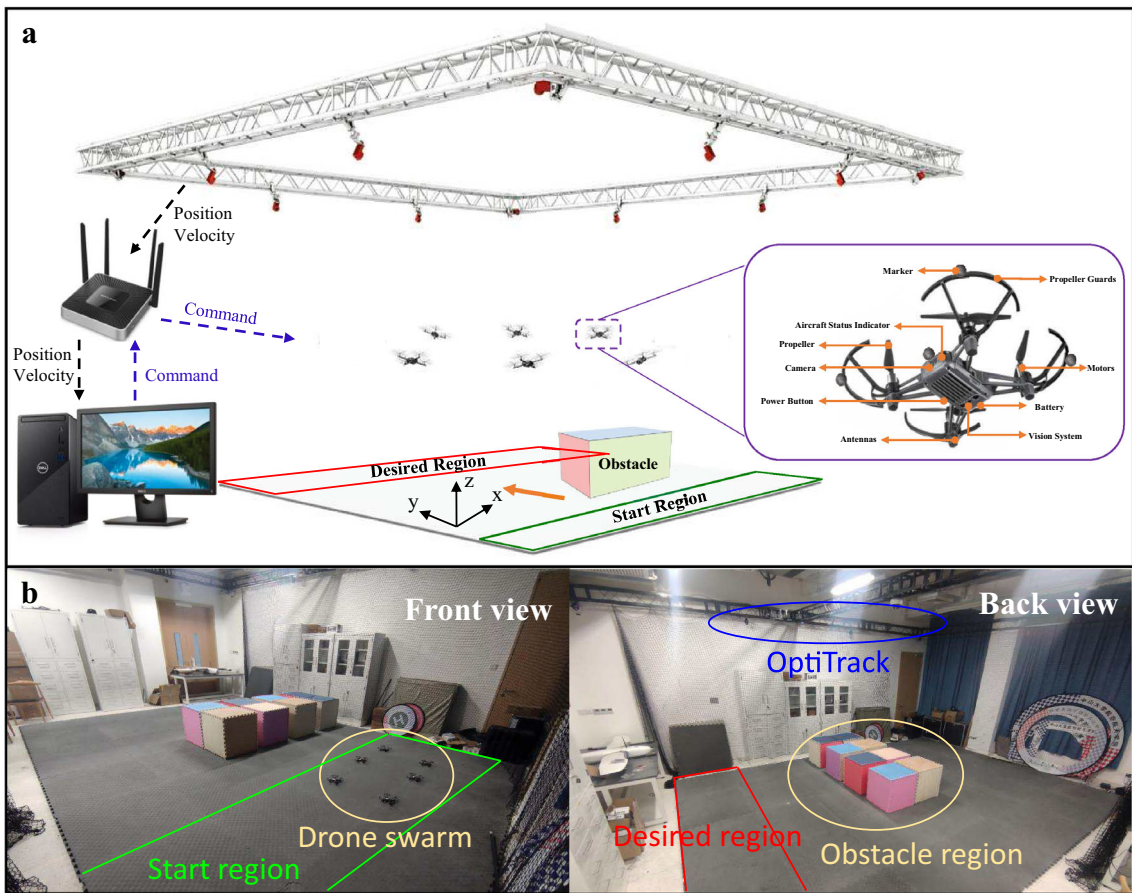 a
Position
Velocity
Command
Position
Velocity
Command
DELL
Marker
Propeller Guards
Aircraft Status Indicator
Propeller
Camera
Motors
Power Button
Battery
Antennas
Vision System
Desired Region
Obstacle
Start Region
z
y
x
b
Front view
Drone swarm
Start region
Back view
OptiTrack
Desired region
Obstacle region